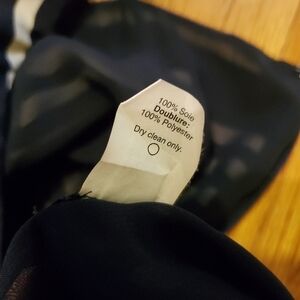 100% Soie
Doublure:
100% Polyester
Dry clean only.